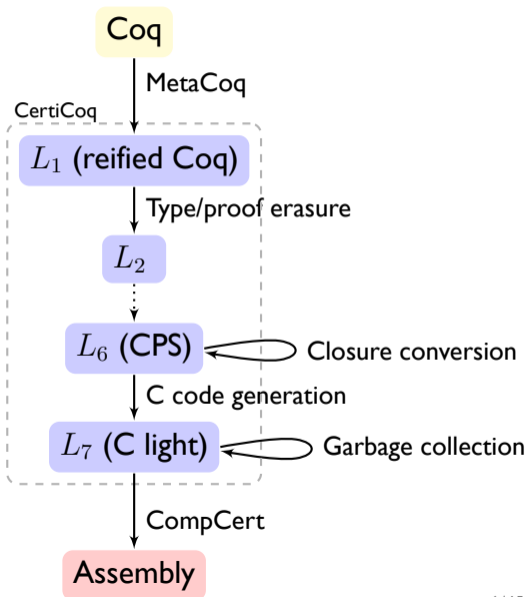 Coq
MetaCoq
CertiCoq
L₁ (reified Coq)
Type/proof erasure
L₂
L₆ (CPS)
Closure conversion
C code generation
L₇ (C light)
Garbage collection
CompCert
Assembly